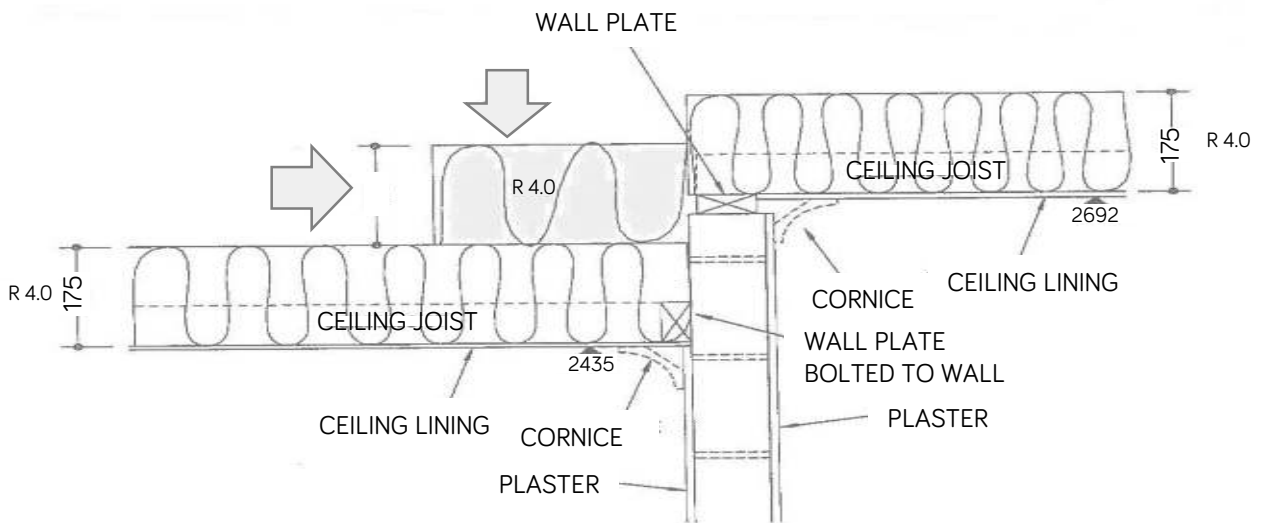 WALL PLATE
175
R 4.0
R 4.0
CEILING JOIST
2692
R 4.0
175
CEILING JOIST
CORNICE
CEILING LINING
WALL PLATE
BOLTED TO WALL
2435
CEILING LINING
CORNICE
PLASTER
PLASTER